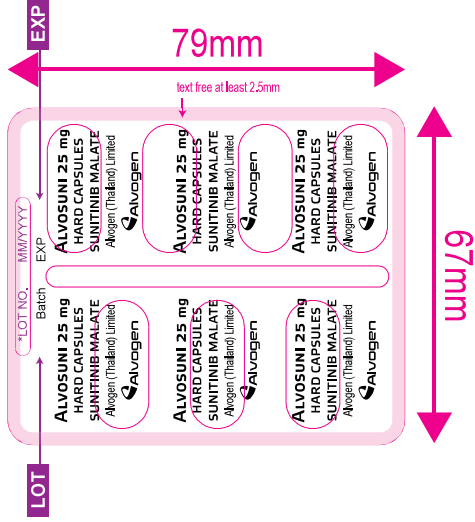 79mm
text free at least 2.5mm
67mm
EXP
LOT
*LOT NO. MM/YYYY
Batch EXP
ALVOSUNI 25 mg
HARD CAPSULES
SUNITINIB MALATE
Alvogen (Thailand) Limited
Alvogen
ALVOSUNI 25 mg
HARD CAPSULES
SUNITINIB MALATE
Alvogen (Thailand) Limited
Alvogen
ALVOSUNI 25 mg
HARD CAPSULES
SUNITINIB MALATE
Alvogen (Thailand) Limited
Alvogen
ALVOSUNI 25 mg
HARD CAPSULES
SUNITINIB MALATE
Alvogen (Thailand) Limited
Alvogen
ALVOSUNI 25 mg
HARD CAPSULES
SUNITINIB MALATE
Alvogen (Thailand) Limited
Alvogen
ALVOSUNI 25 mg
HARD CAPSULES
SUNITINIB MALATE
Alvogen (Thailand) Limited
Alvogen